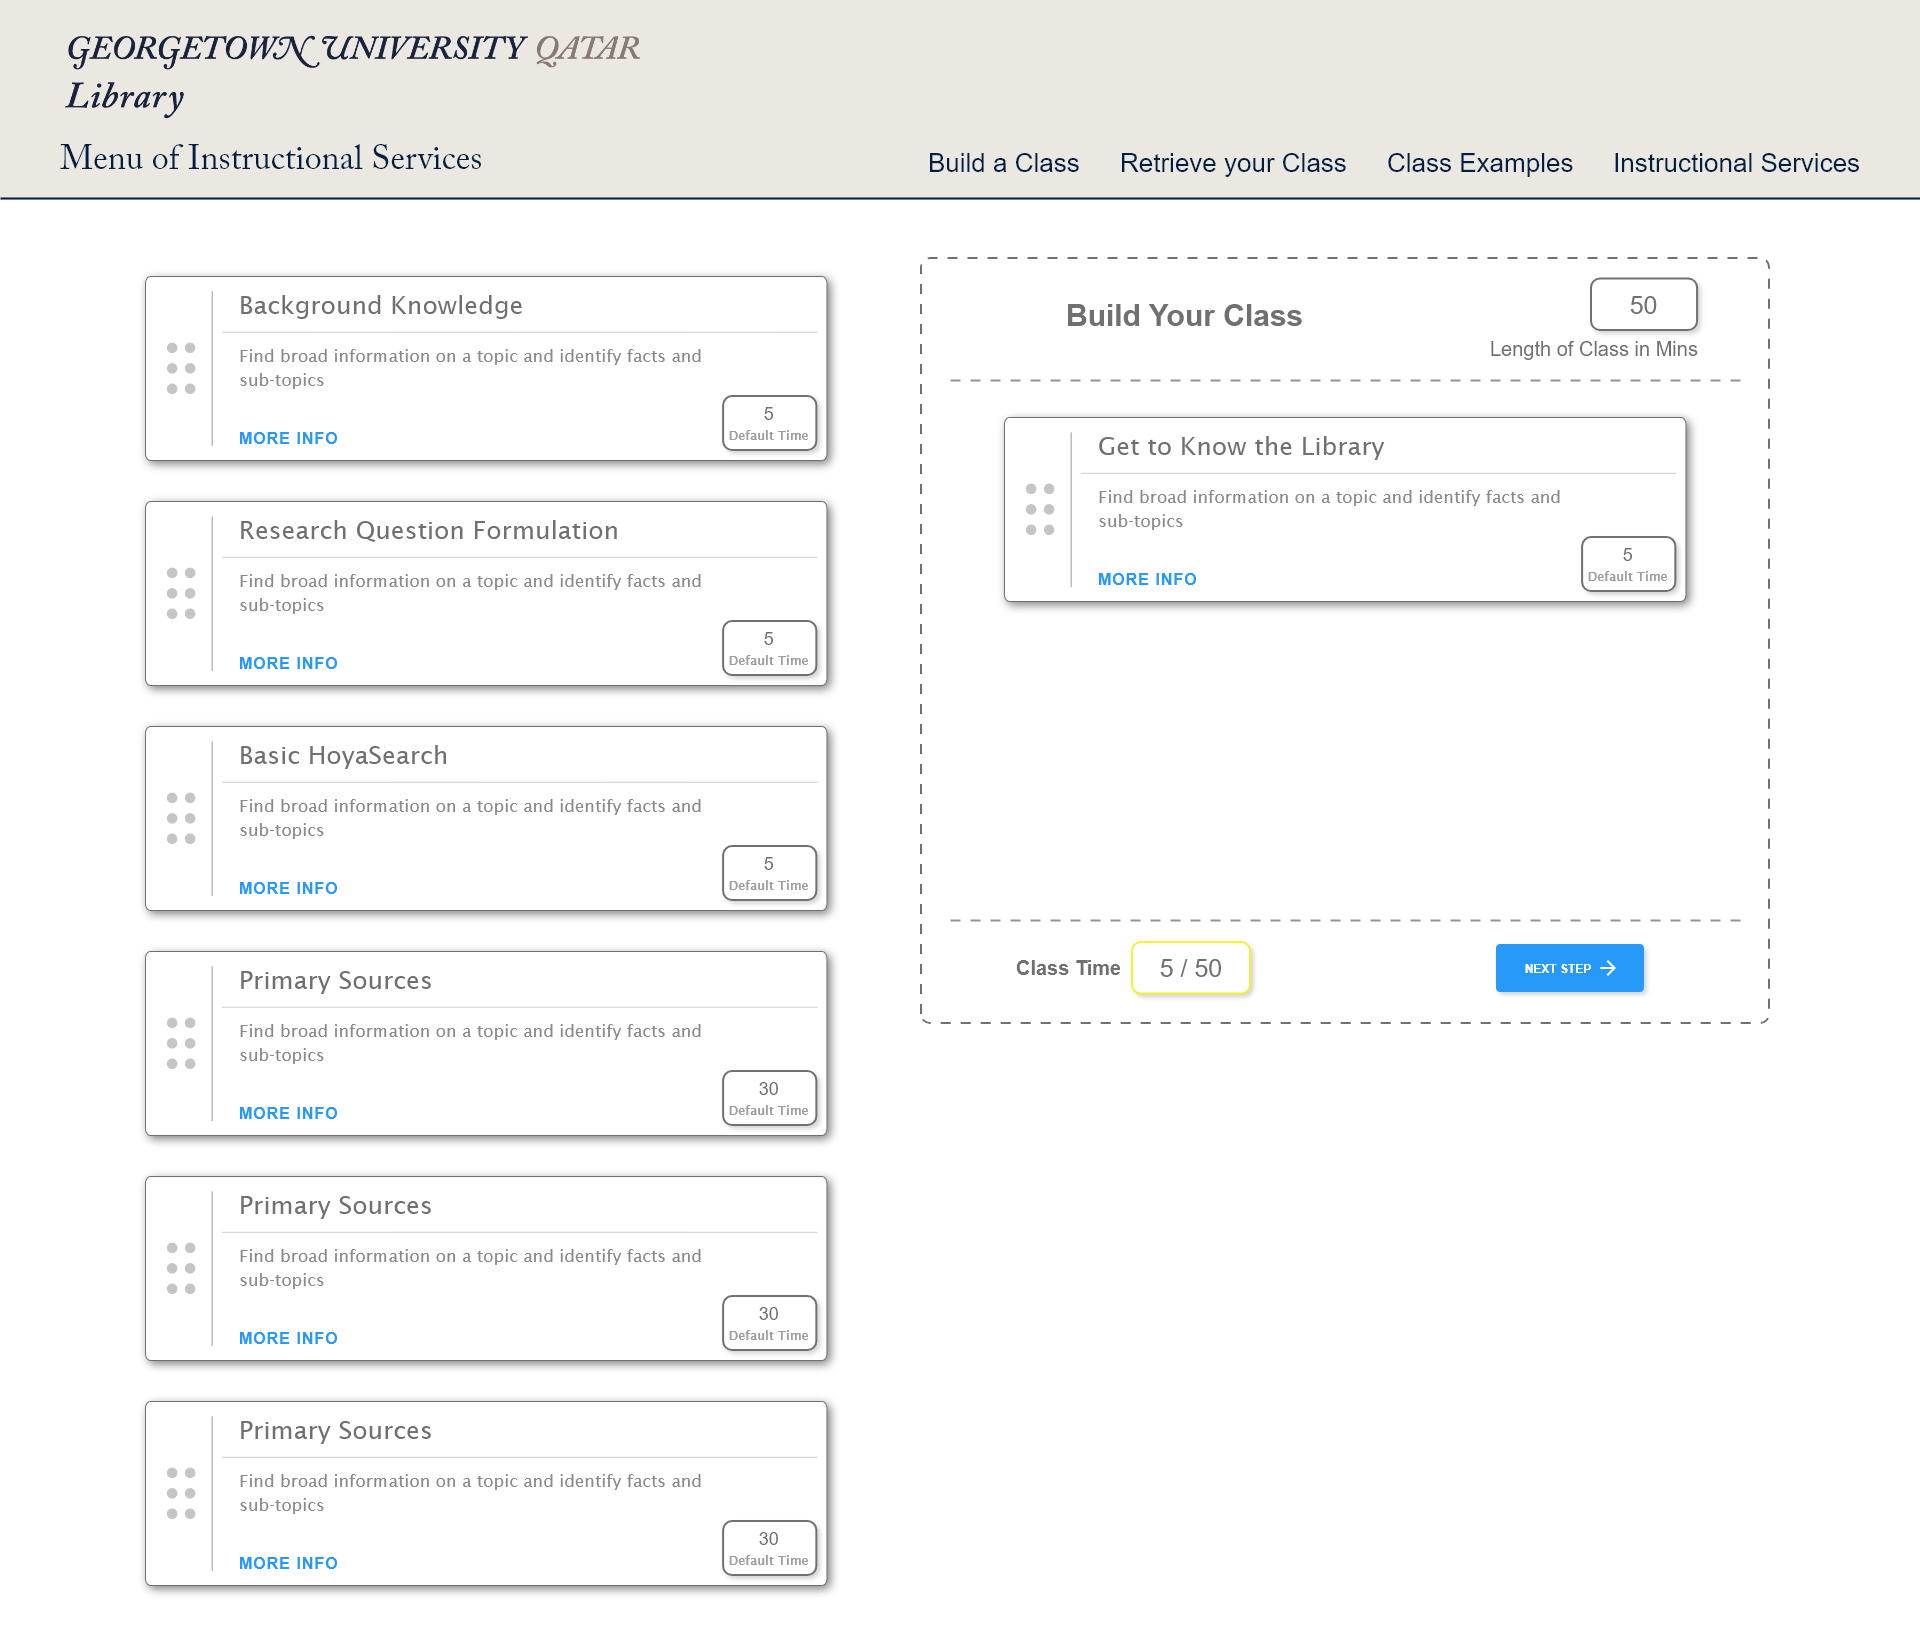 GEORGETOWN UNIVERSITY QATAR
Library
Menu of Instructional Services
Build a Class
Retrieve your Class
Class Examples
Instructional Services
Background Knowledge
Find broad information on a topic and identify facts and
sub-topics
5
Default Time
MORE INFO
Research Question Formulation
Find broad information on a topic and identify facts and
sub-topics
5
Default Time
MORE INFO
Basic HoyaSearch
Find broad information on a topic and identify facts and
sub-topics
5
Default Time
MORE INFO
Primary Sources
Find broad information on a topic and identify facts and
sub-topics
30
Default Time
MORE INFO
Primary Sources
Find broad information on a topic and identify facts and
sub-topics
30
Default Time
MORE INFO
Primary Sources
Find broad information on a topic and identify facts and
sub-topics
30
Default Time
MORE INFO
Build Your Class
50
Length of Class in Mins
Get to Know the Library
Find broad information on a topic and identify facts and
sub-topics
5
Default Time
MORE INFO
Class Time
5 / 50
NEXT STEP